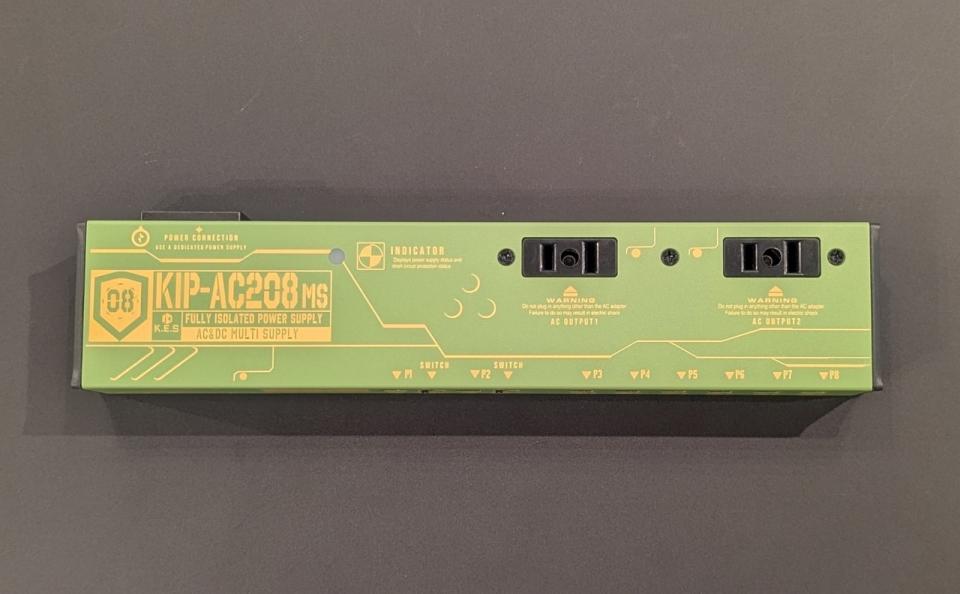 POWER CONNECTION
USE A DEDICATED POWER SUPPLY
INDICATOR
Displays power supply status and
short circuit protection status
08
KIP-AC208 MS
K.E.S
FULLY ISOLATED POWER SUPPLY
AC&DC MULTI SUPPLY
WARNING
Do not plug in anything other than the AC adapter
Failure to do so may result in electric shock
AC OUTPUT1
WARNING
Do not plug in anything other than the AC adapter
Failure to do so may result in electric shock
AC OUTPUT2
SWITCH SWITCH
P1 P2 P3 P4 P5 P6 P7 P8